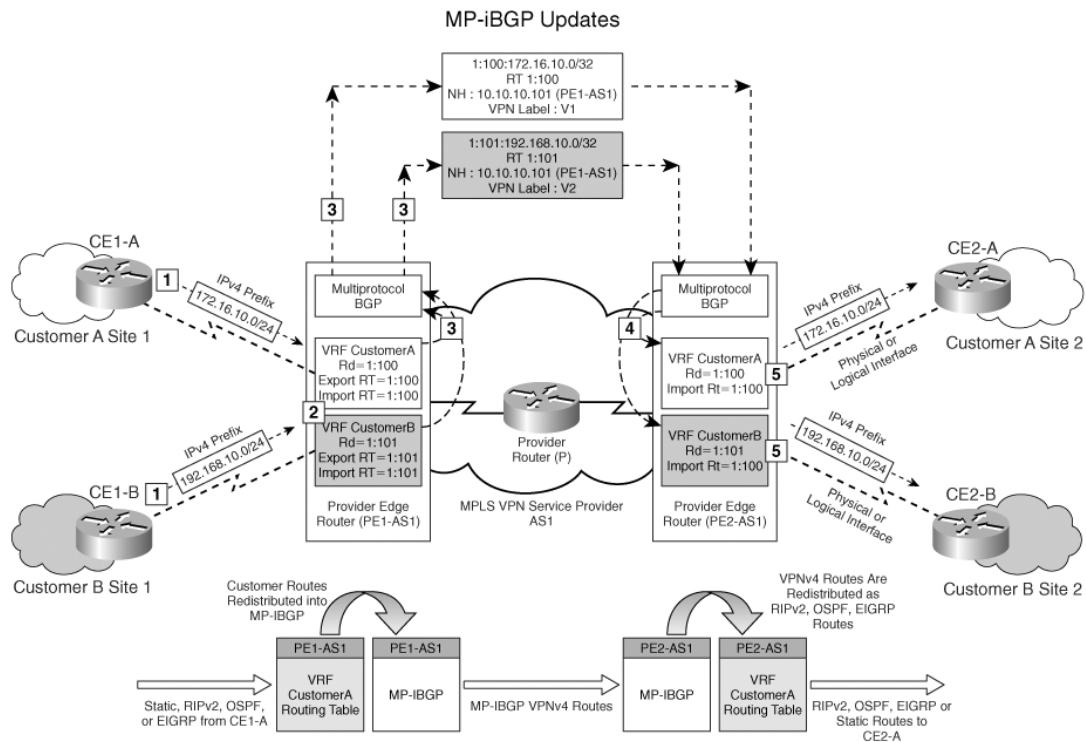 MP-iBGP Updates
1:100:172.16.10.0/32
RT 1:100
NH : 10.10.10.101 (PE1-AS1)
VPN Label : V1
1:101:192.168.10.0/32
RT 1:101
NH : 10.10.10.101 (PE1-AS1)
VPN Label : V2
3
3
CE1-A
1
IPv4 Prefix
172.16.10.0/24
Customer A Site 1
Multiprotocol
BGP
3
VRF CustomerA
Rd=1:100
Export RT=1:100
Import RT=1:100
2
VRF CustomerB
Rd=1:101
Export RT=1:101
Import RT=1:101
Provider Edge
Router (PE1-AS1)
CE1-B
1
IPv4 Prefix
192.168.10.0/24
Customer B Site 1
Provider
Router (P)
MPLS VPN Service Provider
AS1
Multiprotocol
BGP
4
VRF CustomerA
Rd=1:100
Import Rt=1:100
5
VRF CustomerB
Rd=1:101
Import Rt=1:100
5
Provider Edge
Router (PE2-AS1)
CE2-A
IPv4 Prefix
172.16.10.0/24
Physical or
Logical Interface
Customer A Site 2
IPv4 Prefix
192.168.10.0/24
Physical or
Logical Interface
CE2-B
Customer B Site 2
Customer Routes
Redistributed into
MP-IBGP
VPNv4 Routes Are
Redistributed as
RIPv2, OSPF, EIGRP
Routes
PE1-AS1
VRF
CustomerA
Routing Table
PE1-AS1
MP-IBGP
PE2-AS1
MP-IBGP
PE2-AS1
VRF
CustomerA
Routing Table
Static, RIPv2, OSPF,
or EIGRP from CE1-A
MP-IBGP VPNv4 Routes
RIPv2, OSPF, EIGRP or
Static Routes to
CE2-A